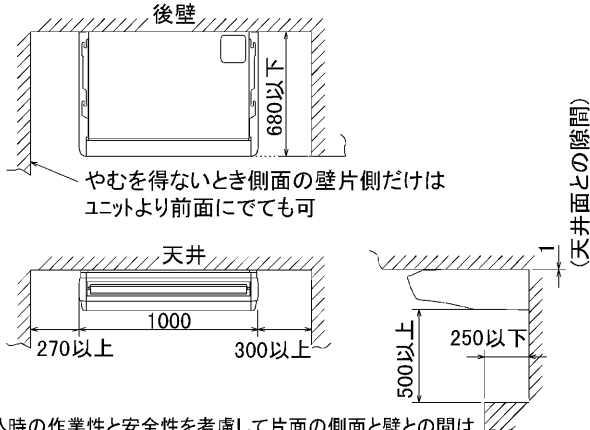 後壁
680以下
やむを得ないとき側面の壁片側だけは
ユニットより前面にでても可
天井
1000
270以上
300以上
1
(天井面との隙間)
500以上
250以下
時の作業性と安全性を考慮して片面の側面と壁との間は